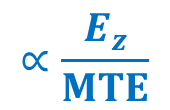 ∝ E_z / MTE